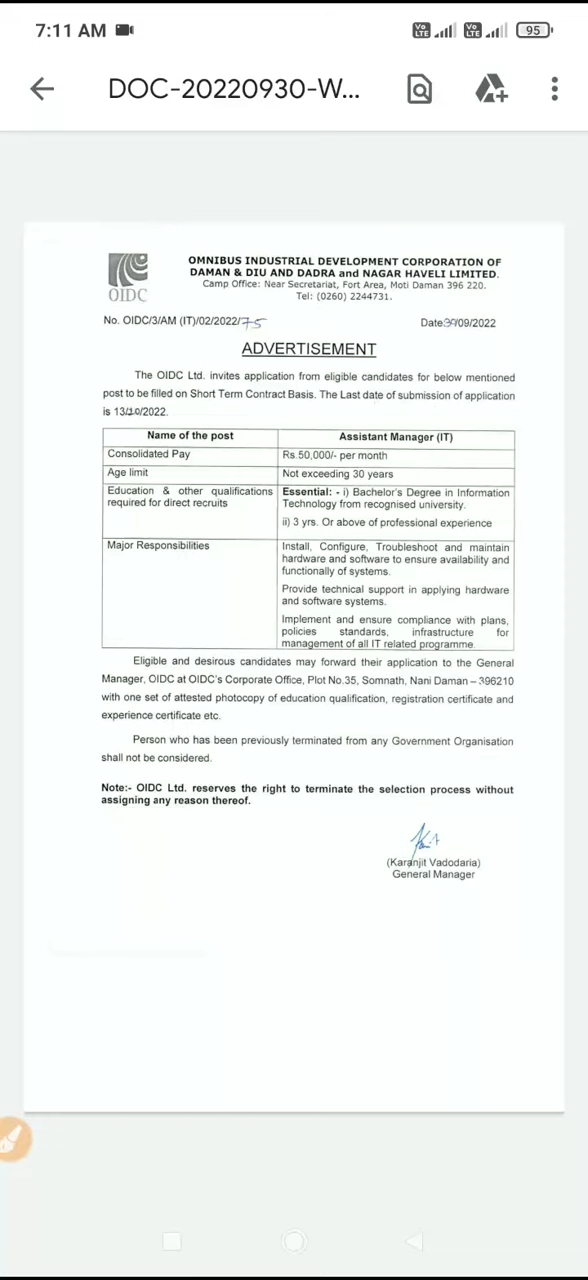 7:11 AM
Vo LTE Vo LTE 95
DOC-20220930-W...
OMNIBUS INDUSTRIAL DEVELOPMENT CORPORATION OF
DAMAN & DIU AND DADRA and NAGAR HAVELI LIMITED.
Camp Office: Near Secretariat, Fort Area, Moti Daman 396 220.
OIDC
Tel: (0260) 2244731.
No. OIDC/3/AM (IT)/02/2022/75
Date:30/09/2022
ADVERTISEMENT
The OIDC Ltd. invites application from eligible candidates for below mentioned
post to be filled on Short Term Contract Basis. The Last date of submission of application
is 13/10/2022.
Name of the post Assistant Manager (IT)
Consolidated Pay Rs.50,000/- per month
Age limit Not exceeding 30 years
Education & other qualifications Essential: - i) Bachelor's Degree in Information
required for direct recruits Technology from recognised university.
ii) 3 yrs. Or above of professional experience
Major Responsibilities Install, Configure, Troubleshoot and maintain
hardware and software to ensure availability and
functionally of systems.
Provide technical support in applying hardware
and software systems.
Implement and ensure compliance with plans,
policies standards, infrastructure for
management of all IT related programme.
Eligible and desirous candidates may forward their application to the General
Manager, OIDC at OIDC's Corporate Office, Plot No.35, Somnath, Nani Daman – 396210
with one set of attested photocopy of education qualification, registration certificate and
experience certificate etc.
Person who has been previously terminated from any Government Organisation
shall not be considered.
Note:- OIDC Ltd. reserves the right to terminate the selection process without
assigning any reason thereof.
(Karanjit Vadodaria)
General Manager